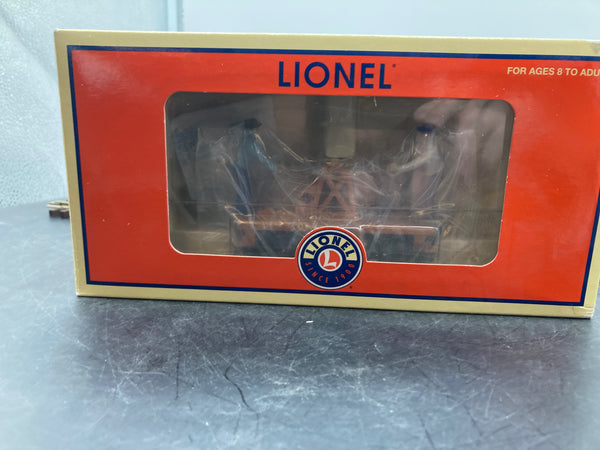 LIONEL
FOR AGES 8 TO ADU
LIONEL
L
SINCE 1900